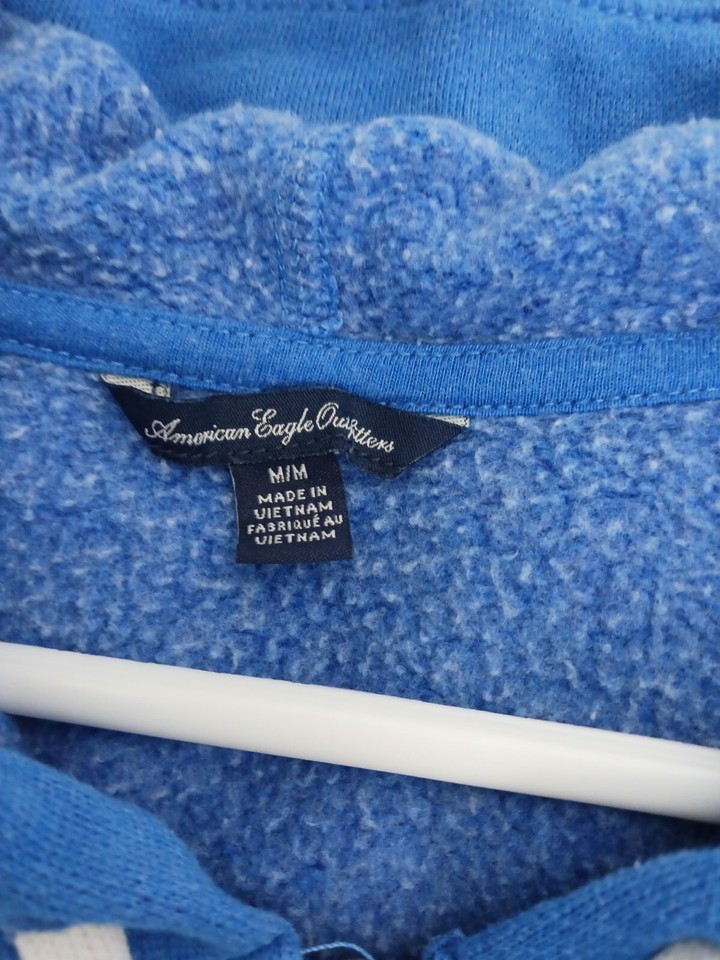 American Eagle Outfitters
M/M
MADE IN
VIETNAM
FABRIQUÉ AU
VIETNAM